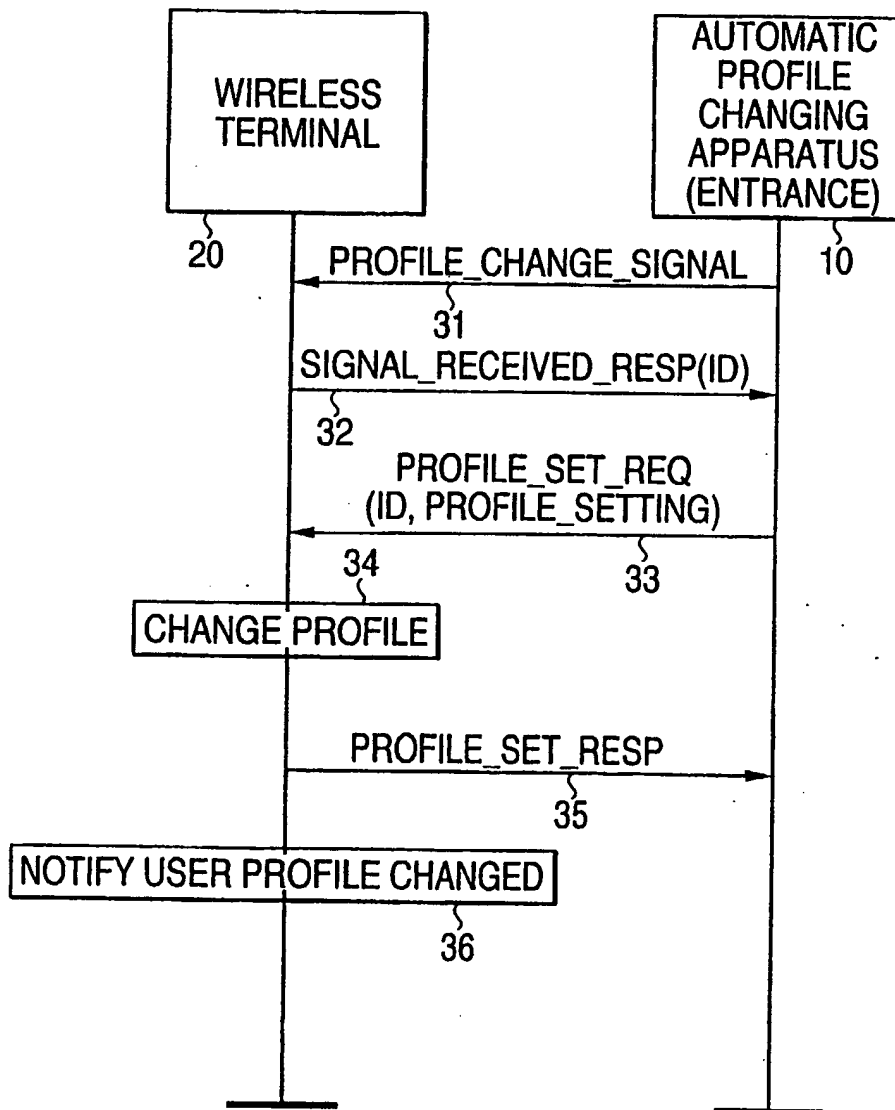 WIRELESS
TERMINAL
AUTOMATIC
PROFILE
CHANGING
APPARATUS
(ENTRANCE)
20
10
PROFILE_CHANGE_SIGNAL
31
SIGNAL_RECEIVED_RESP(ID)
32
PROFILE_SET_REQ
(ID, PROFILE_SETTING)
33
34
CHANGE PROFILE
PROFILE_SET_RESP
35
NOTIFY USER PROFILE CHANGED
36